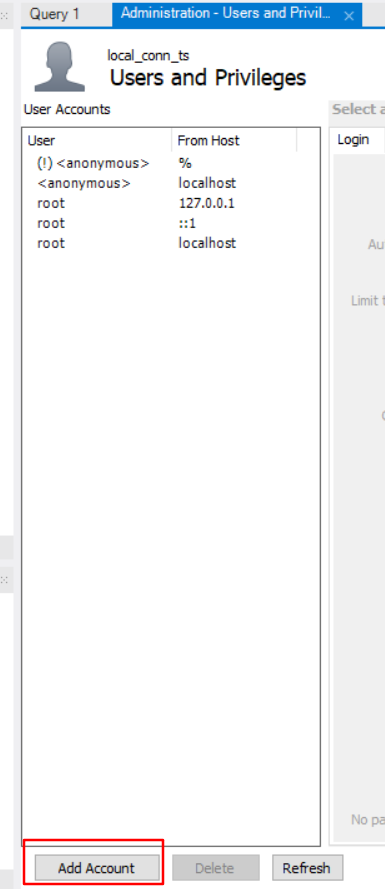 Query 1
Administration - Users and Privil...
local_conn_ts
Users and Privileges
User Accounts
Select
Login
User From Host
(!) <anonymous> %
<anonymous> localhost
root 127.0.0.1
root ::1
root localhost
Au
Limit
No pa
Add Account
Delete
Refresh